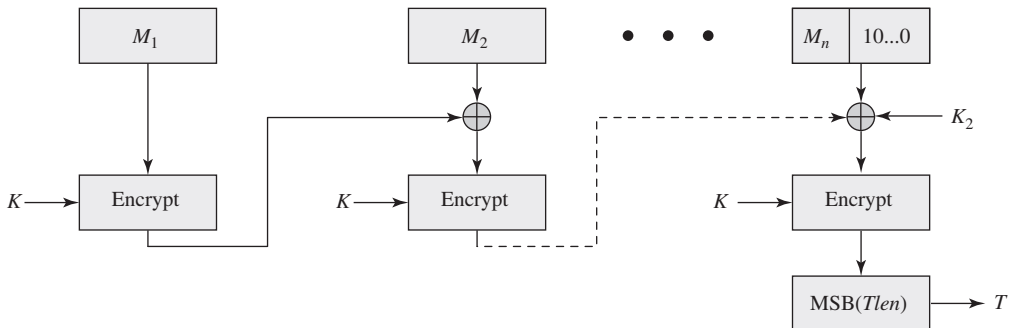 M₁
M₂
• • •
Mₙ 10...0
K₂
K Encrypt
K Encrypt
K Encrypt
MSB(Tlen) T